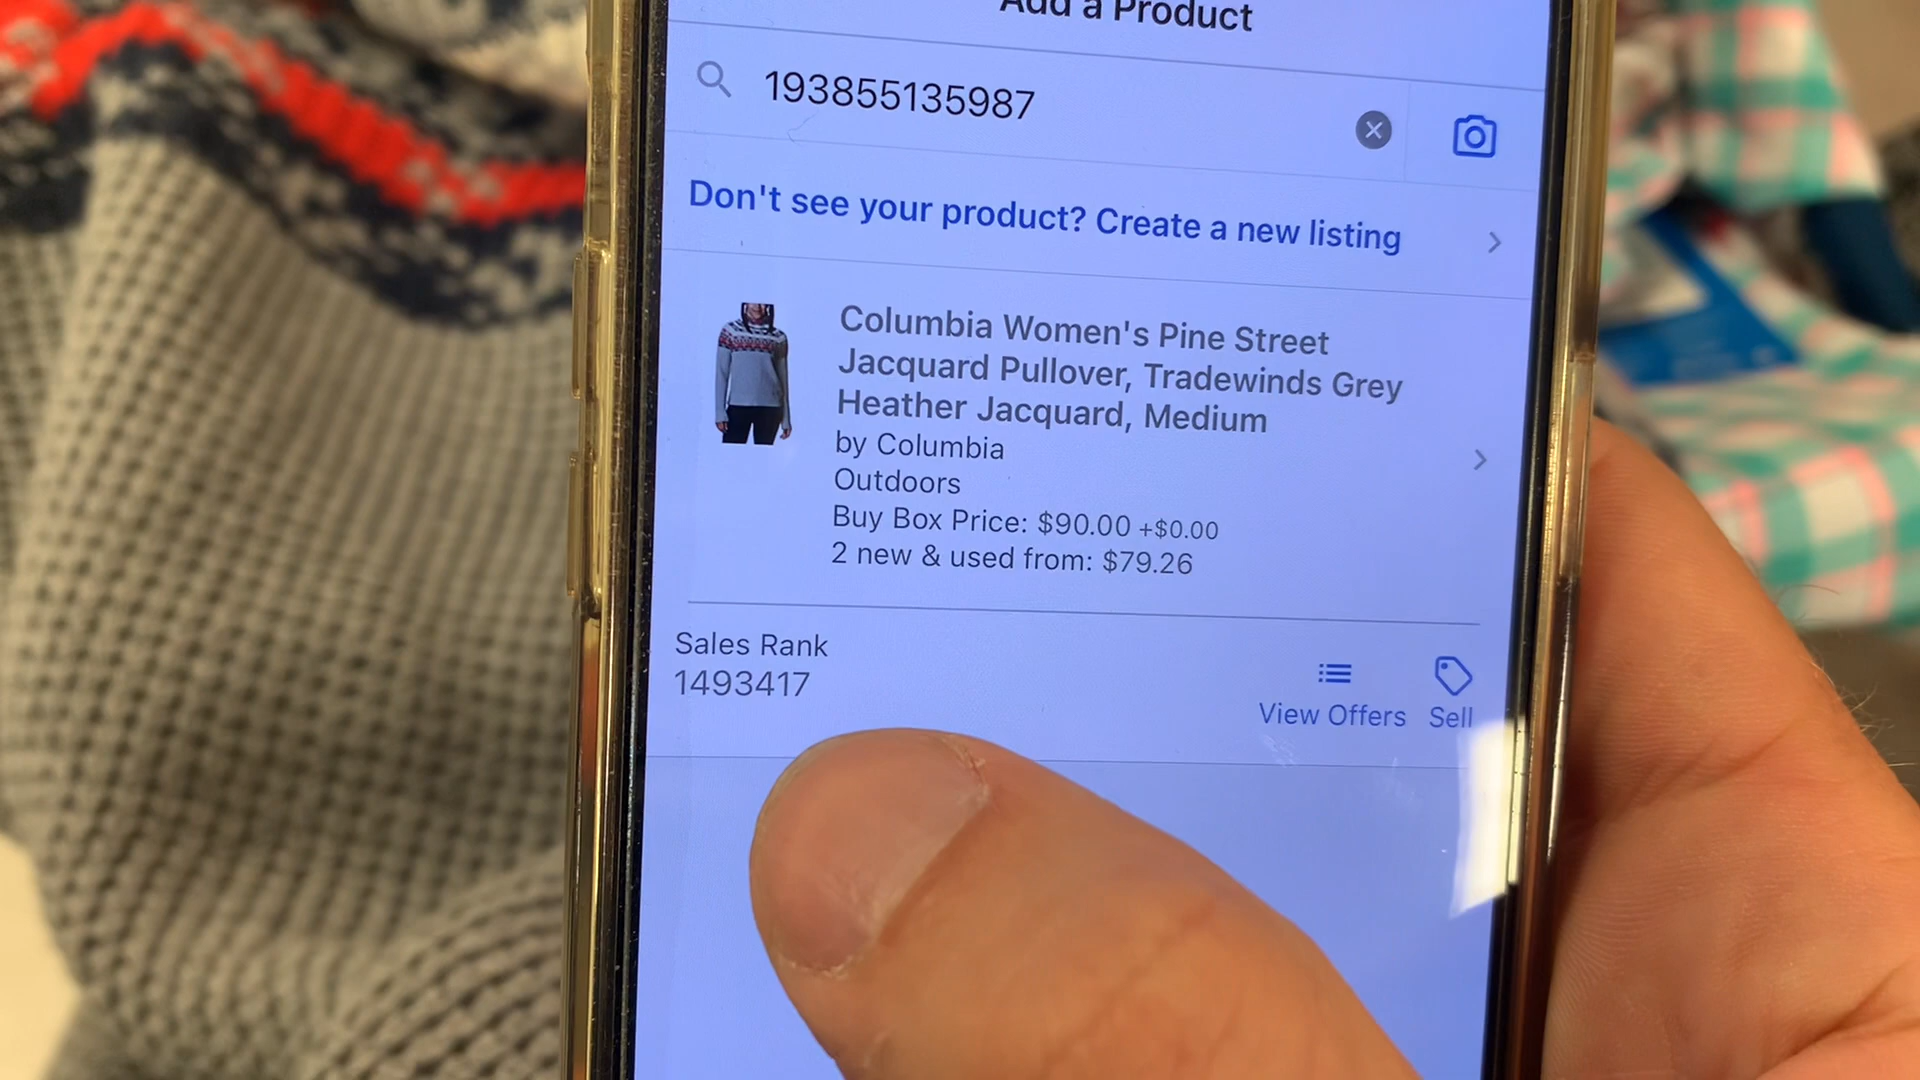 Add a Product
193855135987
Don't see your product? Create a new listing
Columbia Women's Pine Street
Jacquard Pullover, Tradewinds Grey
Heather Jacquard, Medium
by Columbia
Outdoors
Buy Box Price: $90.00 +$0.00
2 new & used from: $79.26
Sales Rank
1493417
View Offers
Sell